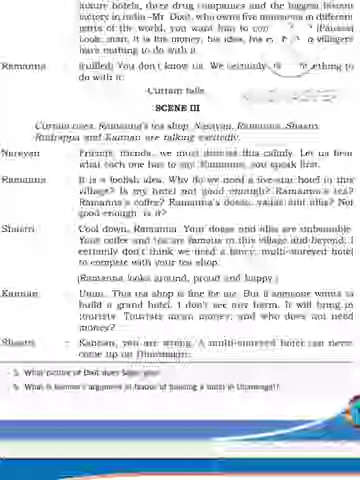 luxury hotels, three drug companies and the biggest biscuit
factory in India -Mr. Dixit, who owns five mansions in different
parts of the world, you want him to (Pauses)
Look, man, it is his money, his idea, his villagers
have nothing to do with it.
Ramanna : (ruffled) You don't know us. We certainly to
do with it.
Curtain falls.
SCENE III
Curtain rises. Ramanna's tea shop. Narayan, Ramanna, Shastri,
Rudrappa and Kannan are talking excitedly.
Narayan : Friends, friends, we must discuss this calmly. Let us hear
what each one has to say. Ramanna, you speak first.
Ramanna : It is a foolish idea. Why do we need a five-star hotel in this
village? Is my hotel not good enough? Ramanna's tea?
Ramanna's coffee? Ramanna's dosas, vadas and idlis? Not
good enough, is it?
Shastri : Cool down, Ramanna. Your dosas and idlis are unbeatable.
Your coffee and tea are famous in this village and beyond. I
certainly don't think we need a fancy, multi-storeyed hotel
to compete with your tea shop.
(Ramanna looks around, proud and happy.)
Kannan : Umm. This tea shop is fine for me. But if someone wants to
build a grand hotel, I don't see any harm. It will bring in
tourists. Tourists mean money, and who does not need
money?
Shastri : Kannan, you are wrong. A multi-storeyed hotel can never
come up on Dhannagiri.
5. What picture of Dixit does give?
6. What is Kannan's argument in favour of building a hotel in Dhannagiri?